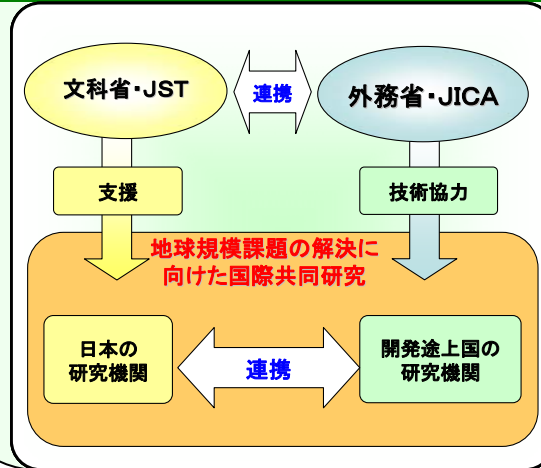 文科省・JST
連携
外務省・JICA
支援
技術協力
地球規模課題の解決に
向けた国際共同研究
日本の
研究機関
連携
開発途上国の
研究機関